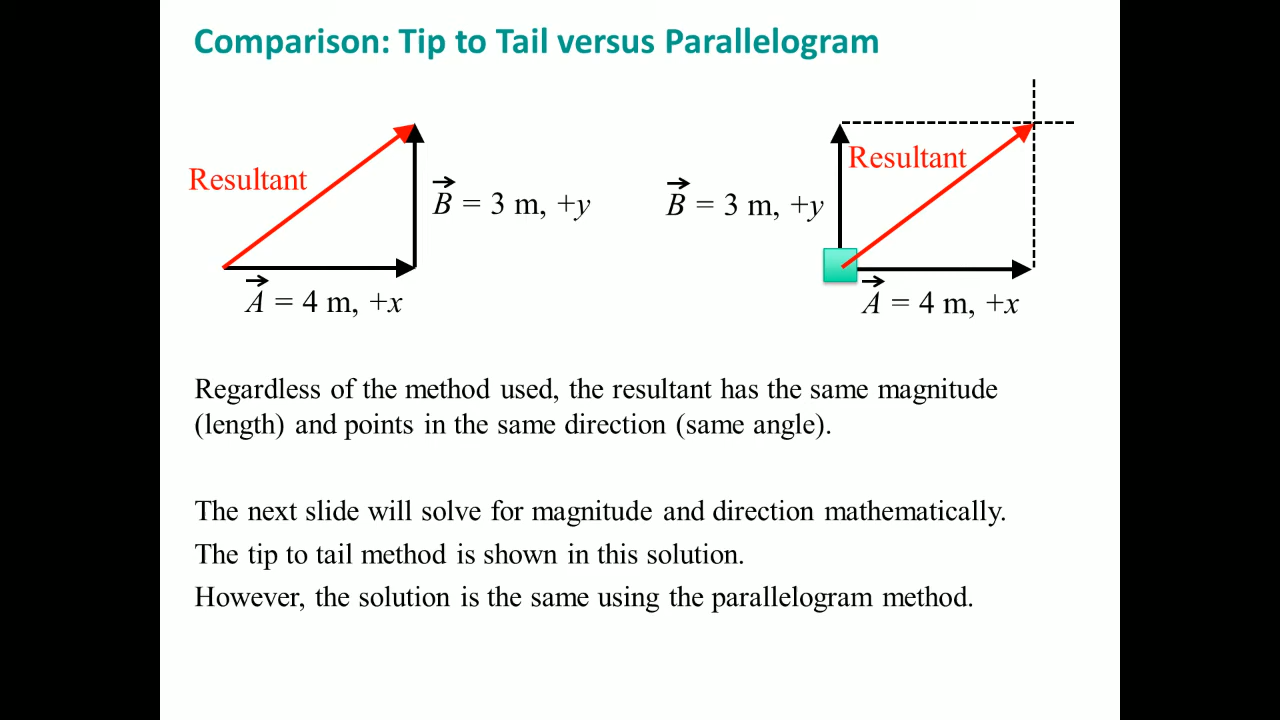 Comparison: Tip to Tail versus Parallelogram
Resultant
B = 3 m, +y
A = 4 m, +x
Resultant
B = 3 m, +y
A = 4 m, +x
Regardless of the method used, the resultant has the same magnitude
(length) and points in the same direction (same angle).
The next slide will solve for magnitude and direction mathematically.
The tip to tail method is shown in this solution.
However, the solution is the same using the parallelogram method.